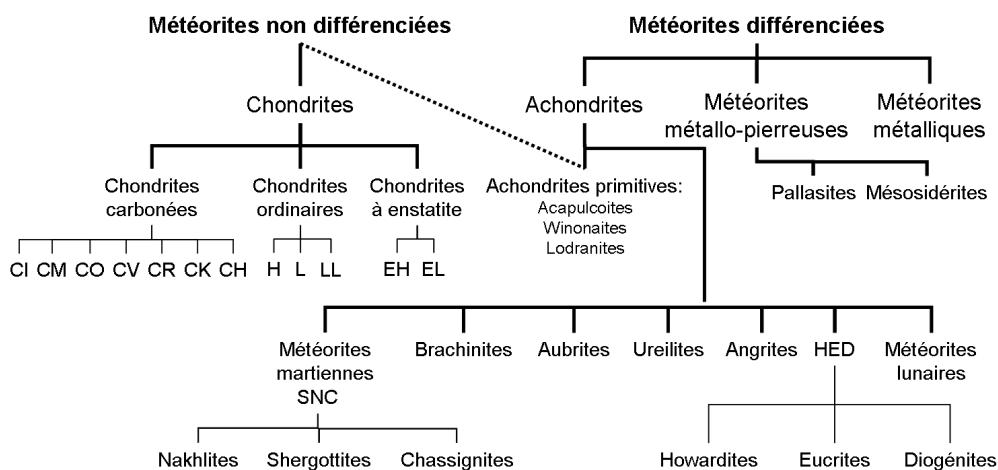 Météorites non différenciées
Météorites différenciées
Chondrites
Achondrites
Météorites
métallo-pierreuses
Météorites
métalliques
Chondrites
carbonées
Chondrites
ordinaires
Chondrites
à enstatite
Achondrites primitives:
Acapulcoites
Winonaites
Lodranites
Pallasites
Mésosidérites
CI CM CO CV CR CK CH
H L LL
EH EL
Météorites
martiennes
SNC
Brachinites
Aubrites
Ureilites
Angrites
HED
Météorites
lunaires
Nakhlites
Shergottites
Chassignites
Howardites
Eucrites
Diogénites